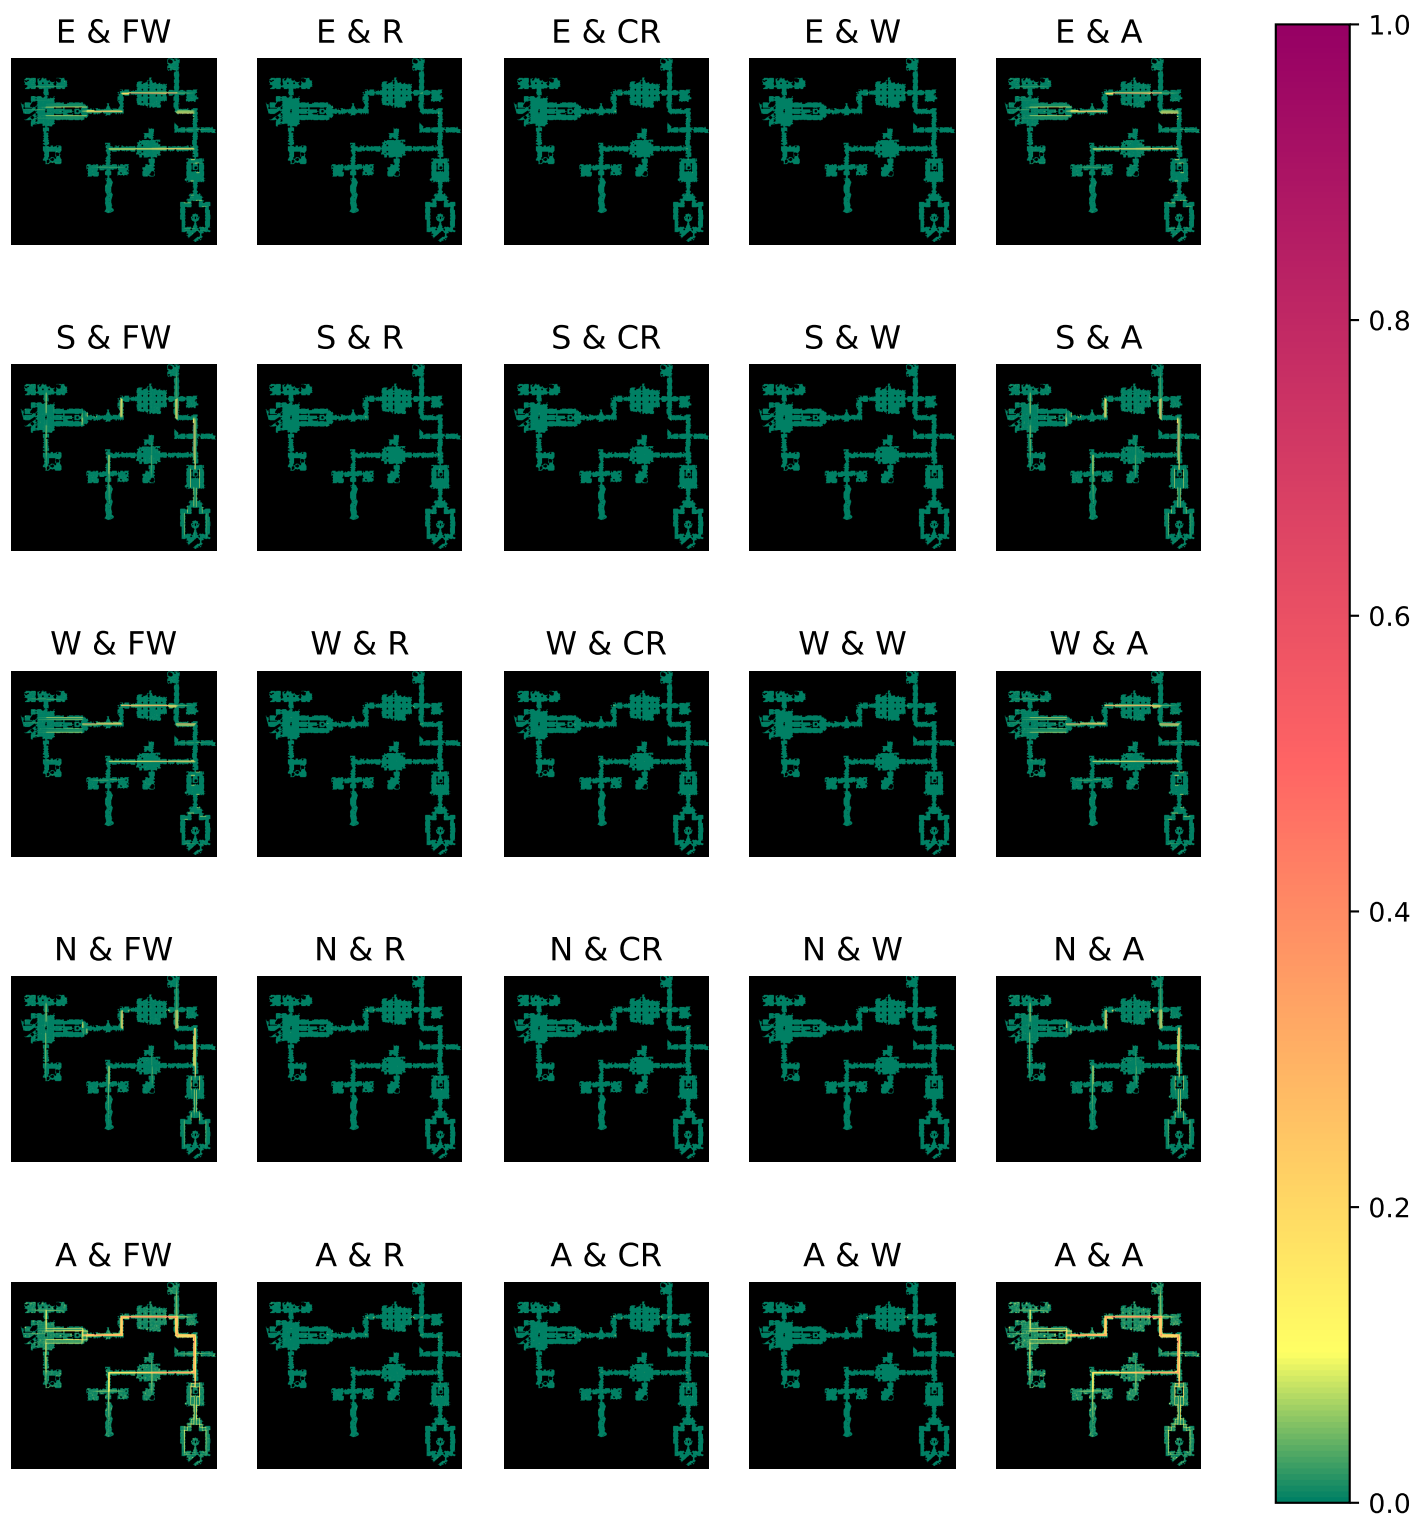 E & FW
E & R
E & CR
E & W
E & A
S & FW
S & R
S & CR
S & W
S & A
W & FW
W & R
W & CR
W & W
W & A
N & FW
N & R
N & CR
N & W
N & A
A & FW
A & R
A & CR
A & W
A & A
1.0
0.8
0.6
0.4
0.2
0.0